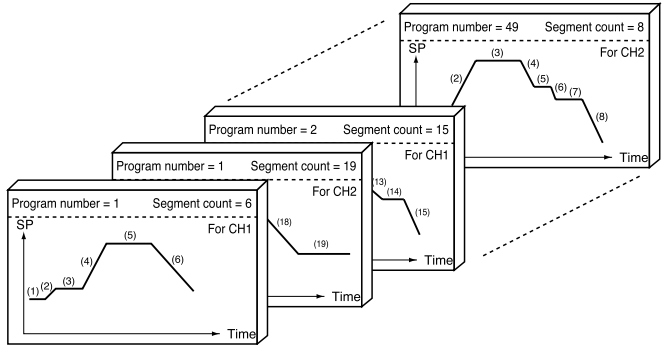 Program number = 49 Segment count = 8
For CH2
SP
(2) (3) (4) (5) (6) (7) (8)
Time
Program number = 2 Segment count = 15
For CH1
(13) (14) (15)
Time
Program number = 1 Segment count = 19
For CH2
(18) (19)
Time
Program number = 1 Segment count = 6
For CH1
SP
(1) (2) (3) (4) (5) (6)
Time